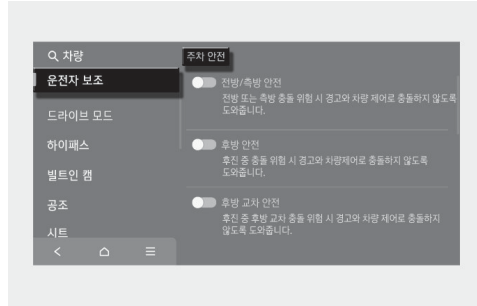 차량
운전자 보조
드라이브 모드
하이패스
빌트인 캠
공조
시트
주차 안전
전방/측방 안전
전방 또는 측방 충돌 위험 시 경고와 차량 제어로 충돌하지 않도록
도와줍니다.
후방 안전
후진 중 충돌 위험 시 경고와 차량제어로 충돌하지 않도록
도와줍니다.
후방 교차 안전
후진 중 후방 교차 충돌 위험 시 경고와 차량 제어로 충돌하지
않도록 도와줍니다.